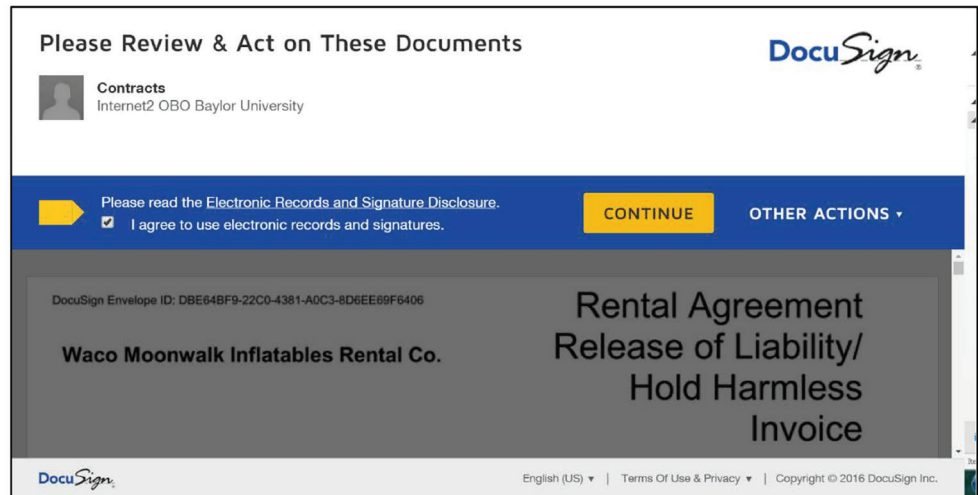 Please Review & Act on These Documents
DocuSign
Contracts
Internet2 OBO Baylor University
Please read the Electronic Records and Signature Disclosure.
I agree to use electronic records and signatures.
CONTINUE
OTHER ACTIONS
DocuSign Envelope ID: DBE64BF9-22C0-4381-A0C3-8D6EE69F6406
Waco Moonwalk Inflatables Rental Co.
Rental Agreement
Release of Liability/
Hold Harmless
Invoice
DocuSign
English (US) | Terms Of Use & Privacy | Copyright © 2016 DocuSign Inc.